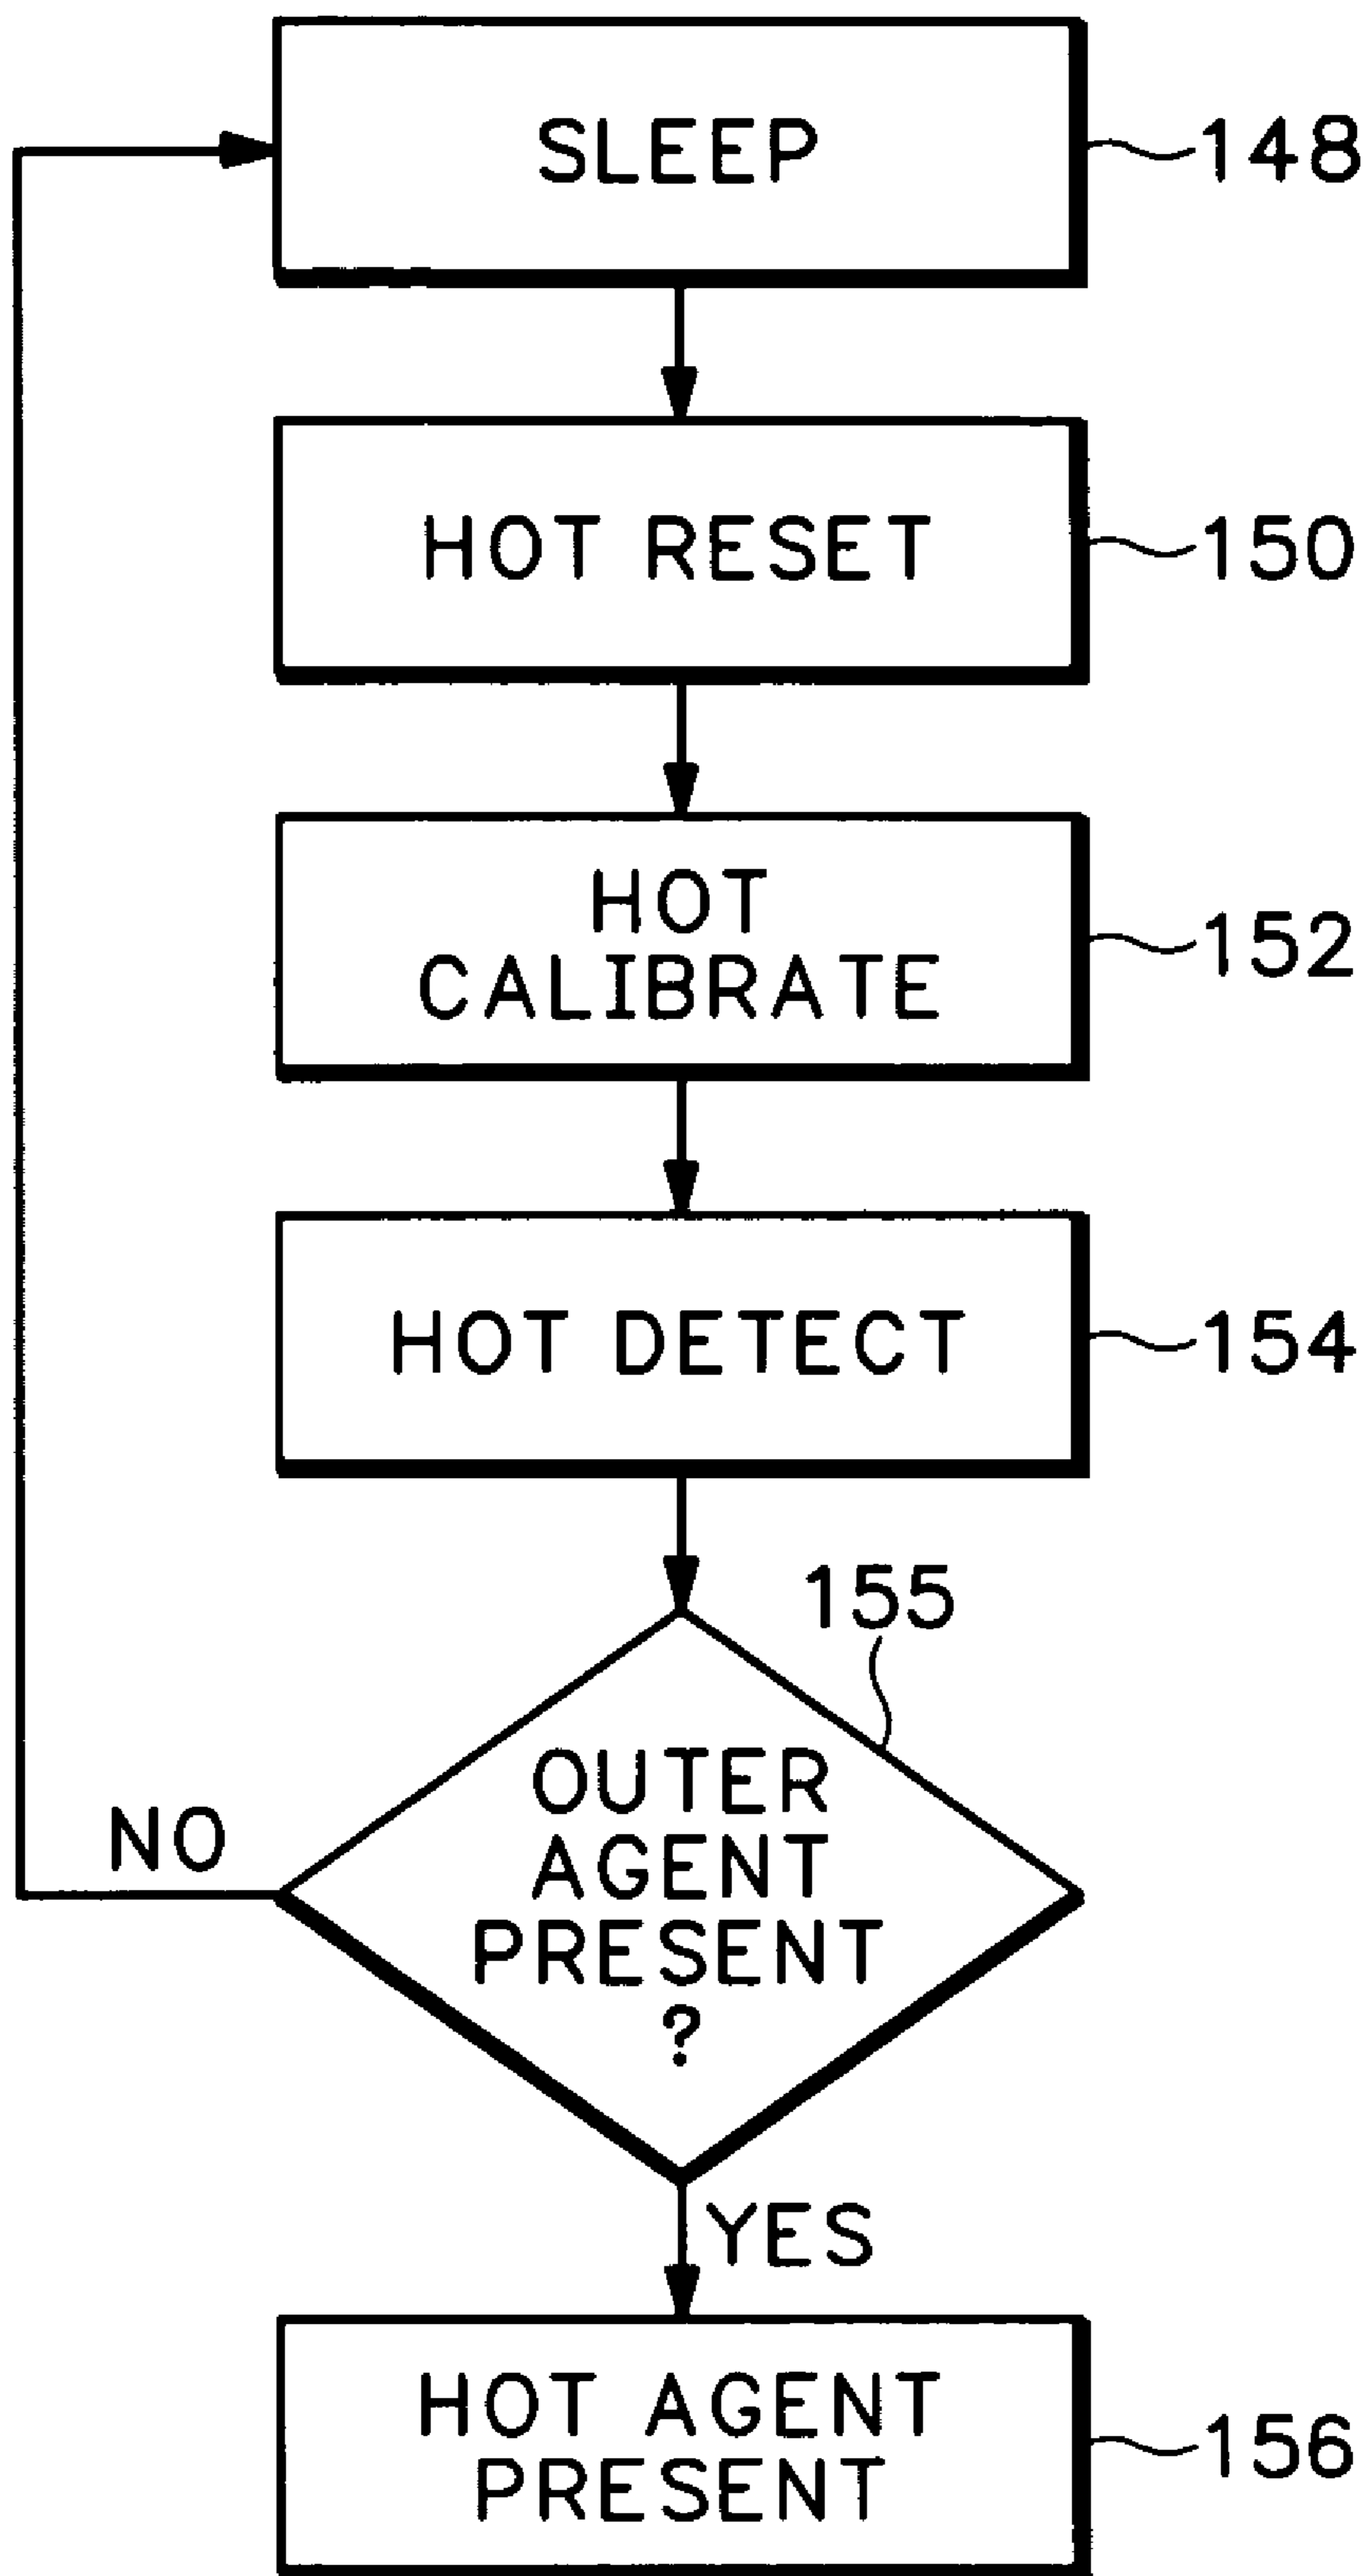 SLEEP
148
HOT RESET
150
HOT
CALIBRATE
152
HOT DETECT
154
155
OUTER
AGENT
PRESENT
?
NO
YES
HOT AGENT
PRESENT
156